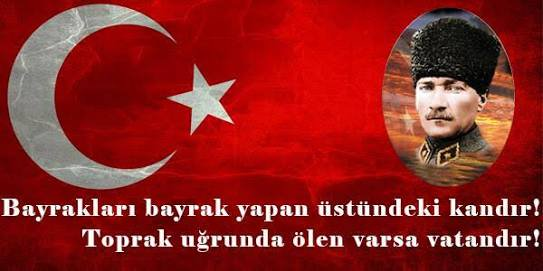 Bayrakları bayrak yapan üstündeki kandır!
Toprak uğrunda ölen varsa vatandır!